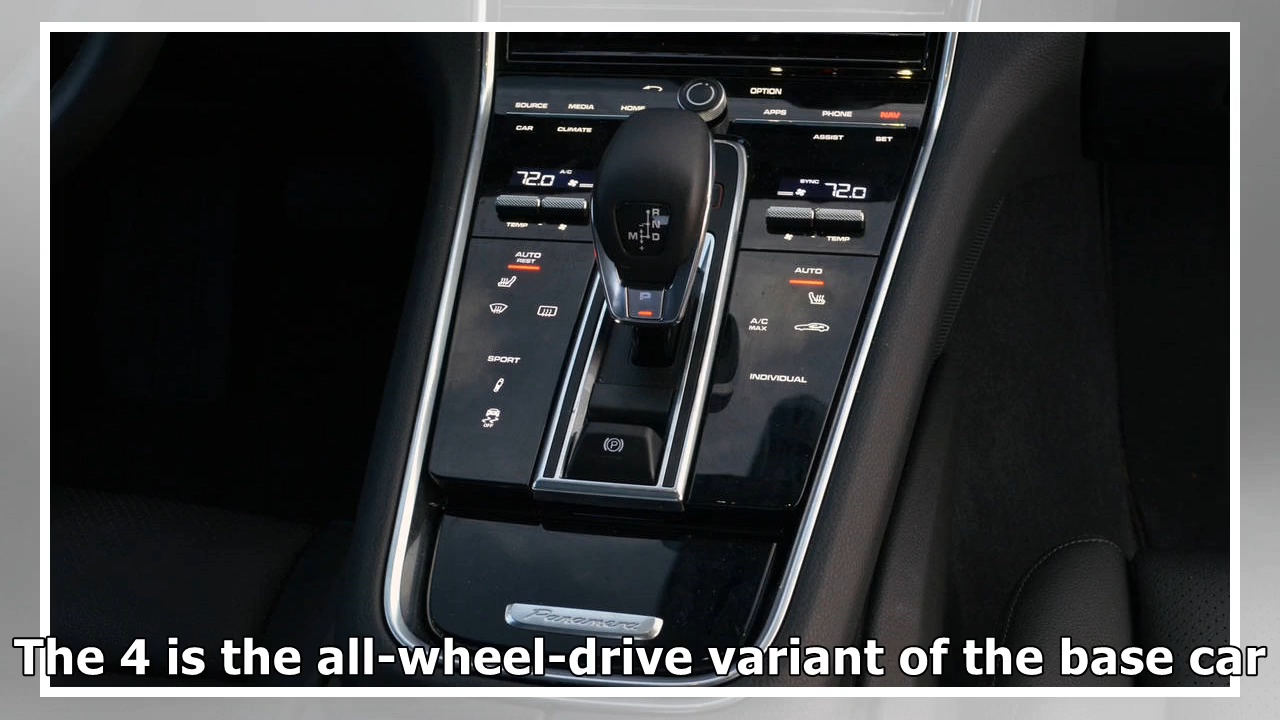 OPTION
SOURCE MEDIA HOME APPS PHONE NAV
CAR CLIMATE ASSIST SET
72.0 A/C SYNC 72.0
TEMP TEMP
R
N
M D
AUTO
REST
AUTO
P
A/C
MAX
SPORT
INDIVIDUAL
OFF
P
Panamera
The 4 is the all-wheel-drive variant of the base car